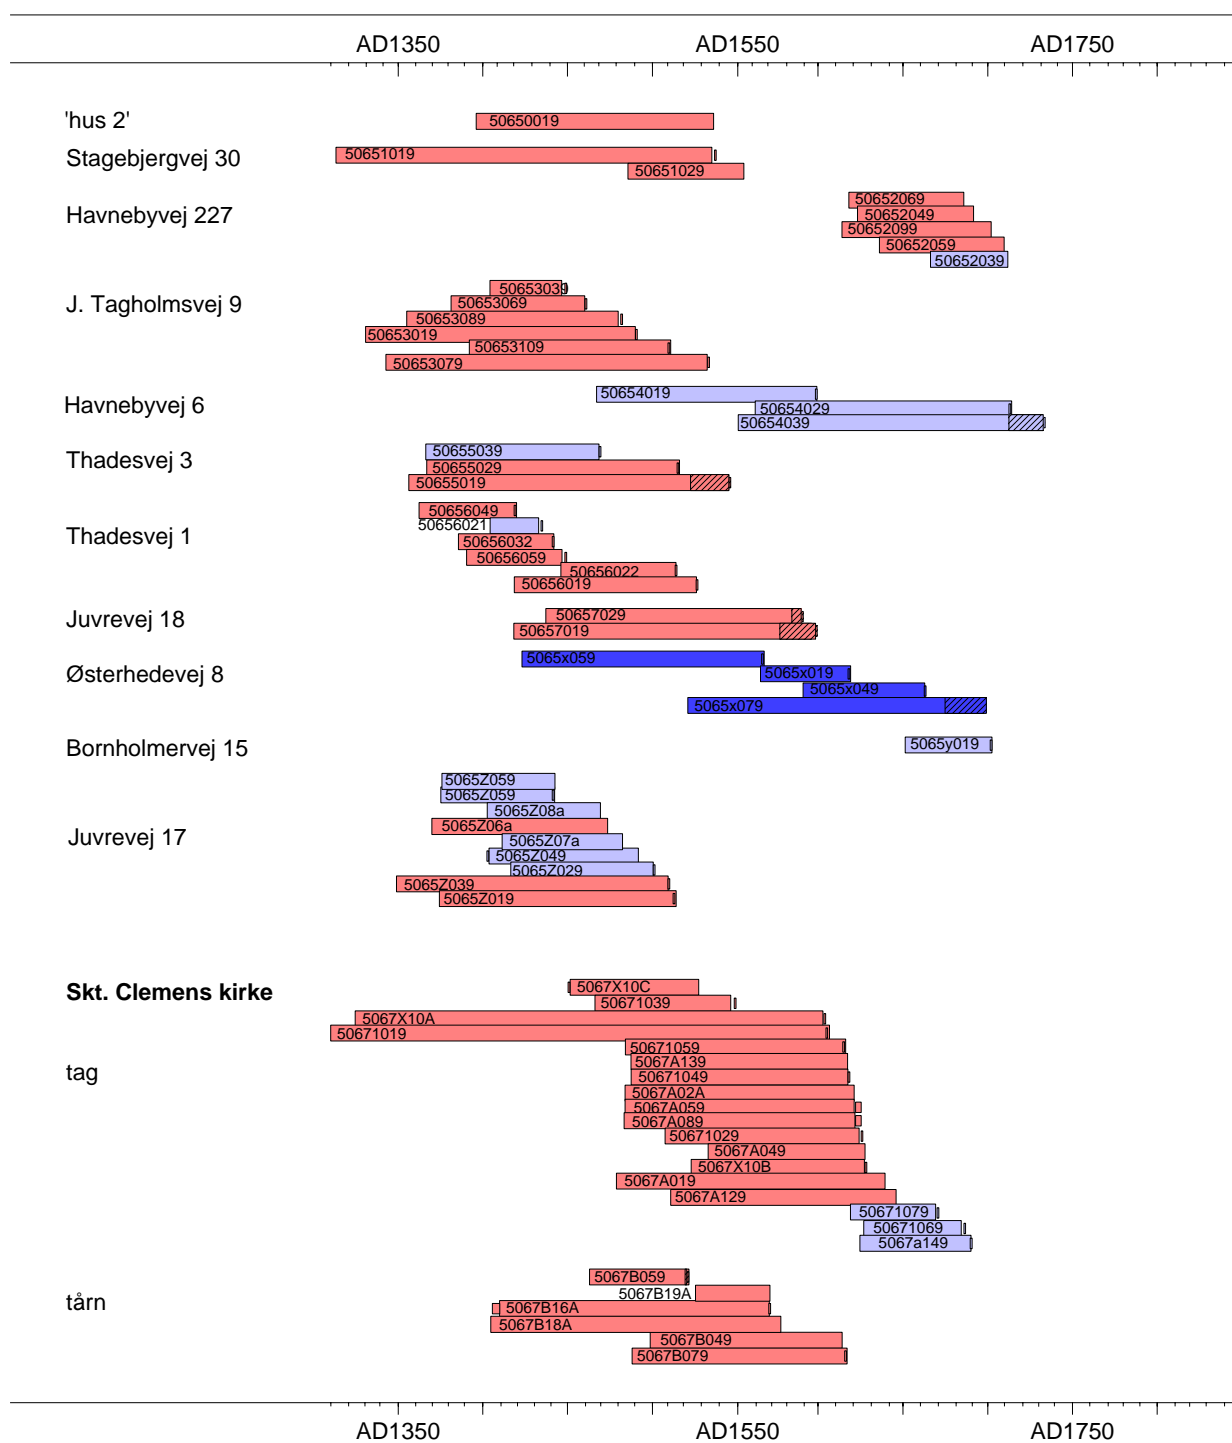 AD1350 AD1550 AD1750
'hus 2'
50650019
Stagebjergvej 30
50651019
50651029
Havnebyvej 227
50652069
50652049
50652099
50652059
50652039
J. Tagholmsvej 9
50653039
50653069
50653089
50653019
50653109
50653079
Havnebyvej 6
50654019
50654029
50654039
Thadesvej 3
50655039
50655029
50655019
Thadesvej 1
50656049
50656021
50656032
50656059
50656022
50656019
Juvrevej 18
50657029
50657019
Østerhedevej 8
5065x059
5065x019
5065x049
5065x079
Bornholmervej 15
5065y019
Juvrevej 17
5065Z059
5065Z059
5065Z08a
5065Z06a
5065Z07a
5065Z049
5065Z029
5065Z039
5065Z019
Skt. Clemens kirke
5067X10C
50671039
5067X10A
50671019
tag
50671059
5067A139
50671049
5067A02A
5067A059
5067A089
50671029
5067A049
5067X10B
5067A019
5067A129
50671079
50671069
5067a149
tårn
5067B059
5067B19A
5067B16A
5067B18A
5067B049
5067B079
AD1350 AD1550 AD1750